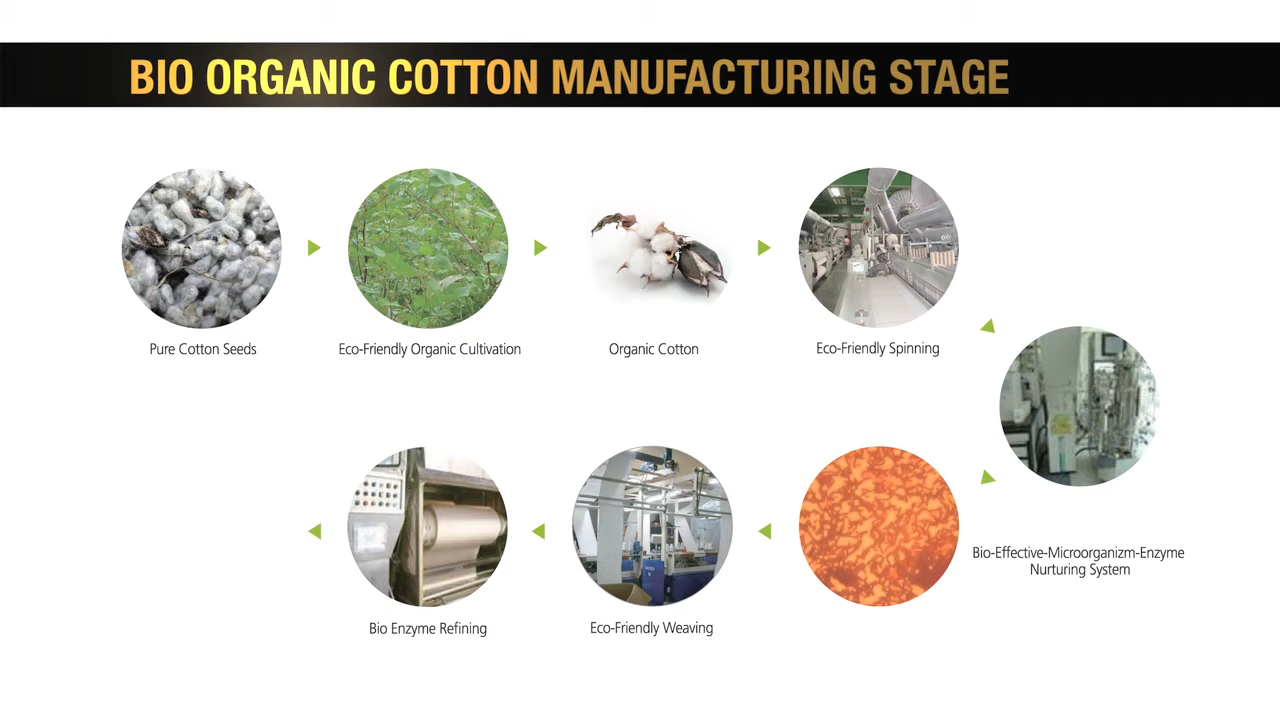 BIO ORGANIC COTTON MANUFACTURING STAGE
Pure Cotton Seeds
Eco-Friendly Organic Cultivation
Organic Cotton
Eco-Friendly Spinning
Bio-Effective-Microorganizm-Enzyme
Nurturing System
Eco-Friendly Weaving
Bio Enzyme Refining